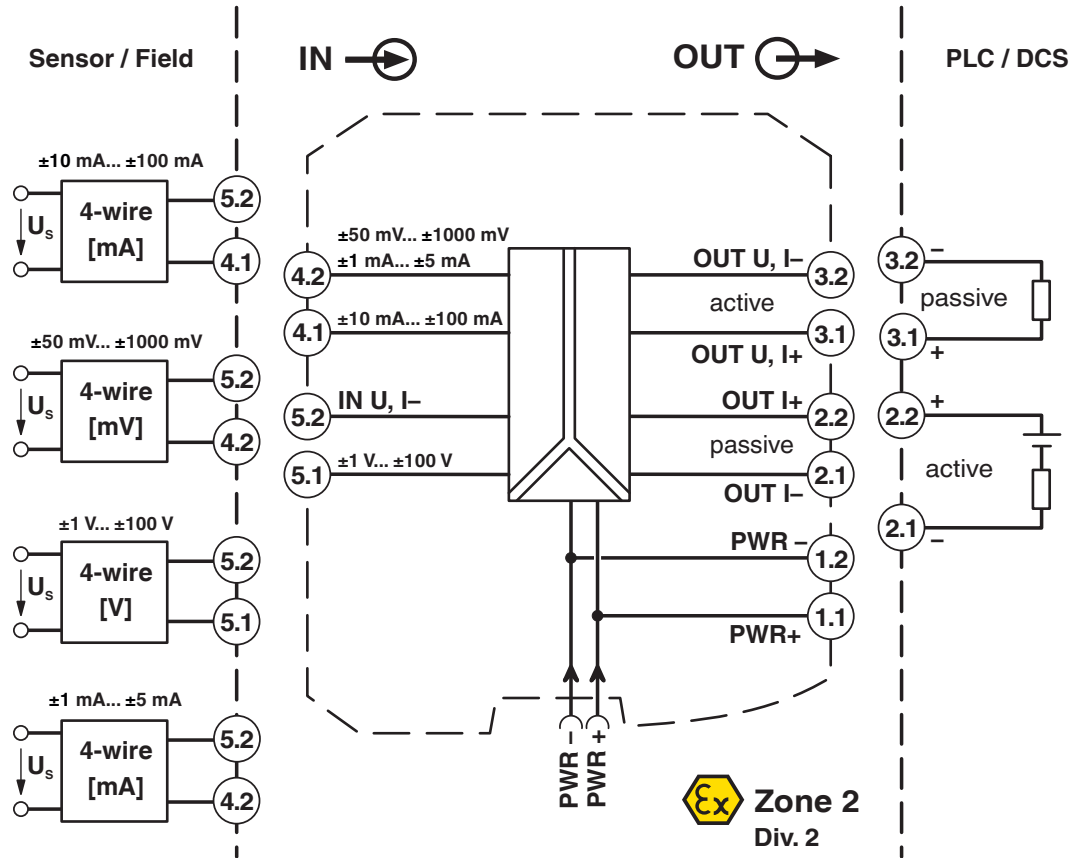 Sensor / Field
IN
OUT
PLC / DCS
±10 mA... ±100 mA
Us
4-wire
[mA]
5.2
4.1
±50 mV... ±1000 mV
Us
4-wire
[mV]
5.2
4.2
±1 V... ±100 V
Us
4-wire
[V]
5.2
5.1
±1 mA... ±5 mA
Us
4-wire
[mA]
5.2
4.2
±50 mV... ±1000 mV
4.2
±1 mA... ±5 mA
4.1
±10 mA... ±100 mA
5.2
IN U, I–
5.1
±1 V... ±100 V
OUT U, I–
3.2
active
3.1
OUT U, I+
OUT I+
2.2
passive
2.1
OUT I–
PWR –
1.2
1.1
PWR+
PWR –
PWR +
3.2
–
passive
3.1
+
2.2
+
active
2.1
–
Ex
Zone 2
Div. 2